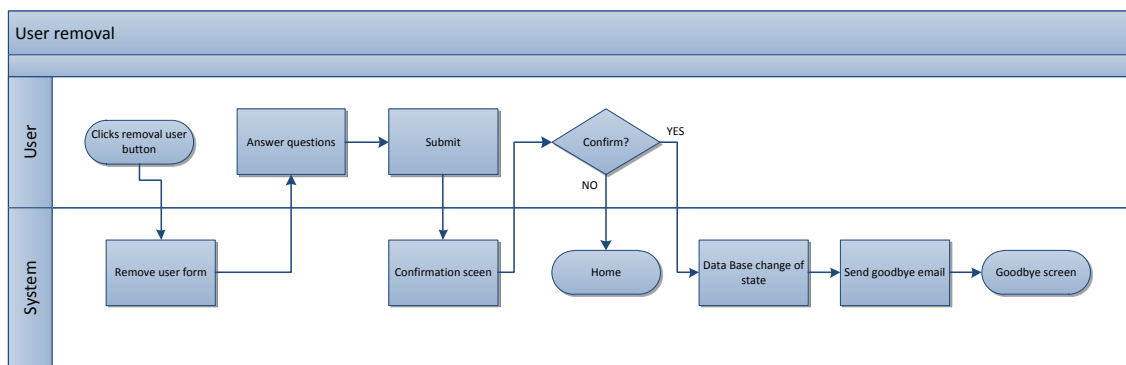 User removal
User
Clicks removal user
button
Answer questions
Submit
Confirm?
YES
NO
System
Remove user form
Confirmation sceen
Home
Data Base change of
state
Send goodbye email
Goodbye screen